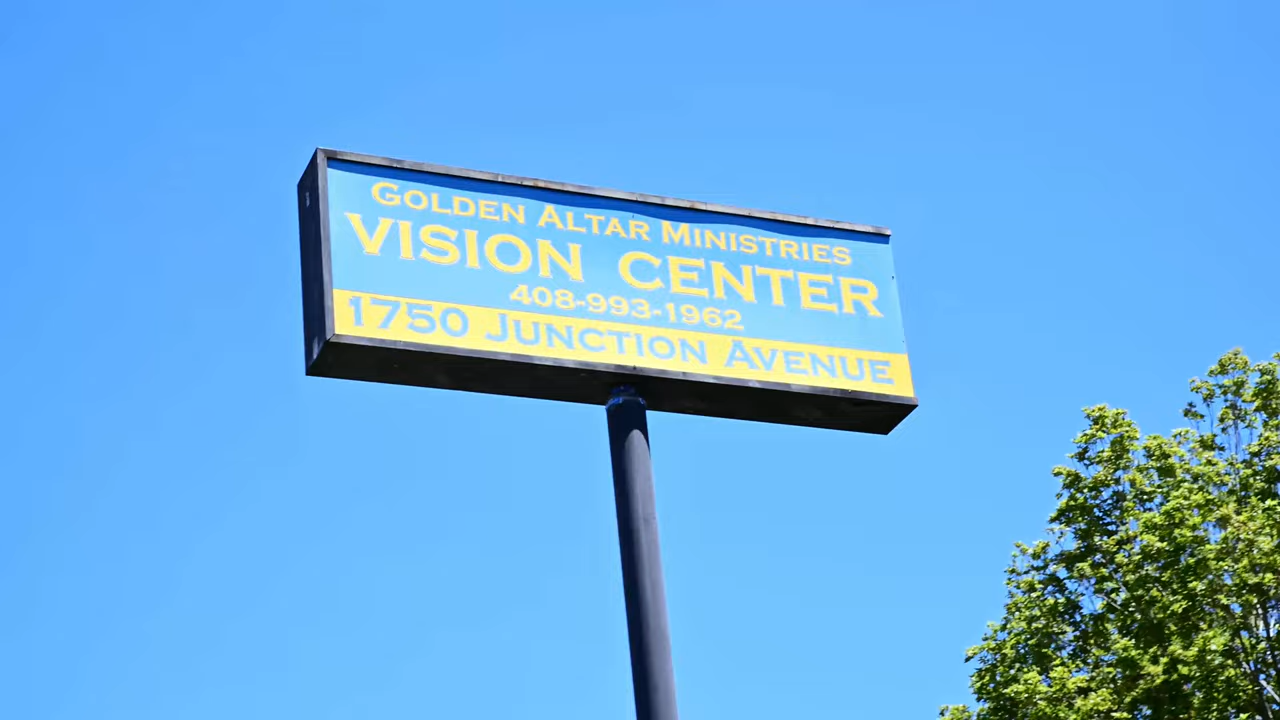 GOLDEN ALTAR MINISTRIES
VISION CENTER
408-993-1962
1750 JUNCTION AVENUE